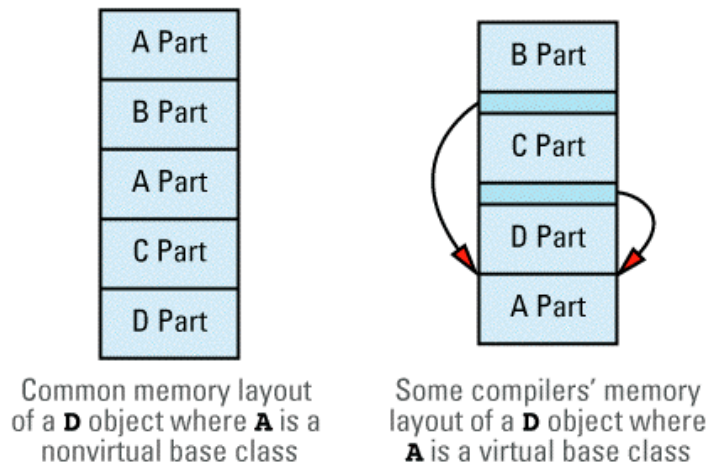 A Part
B Part
A Part
C Part
D Part
Common memory layout
of a D object where A is a
nonvirtual base class
B Part
C Part
D Part
A Part
Some compilers’ memory
layout of a D object where
A is a virtual base class